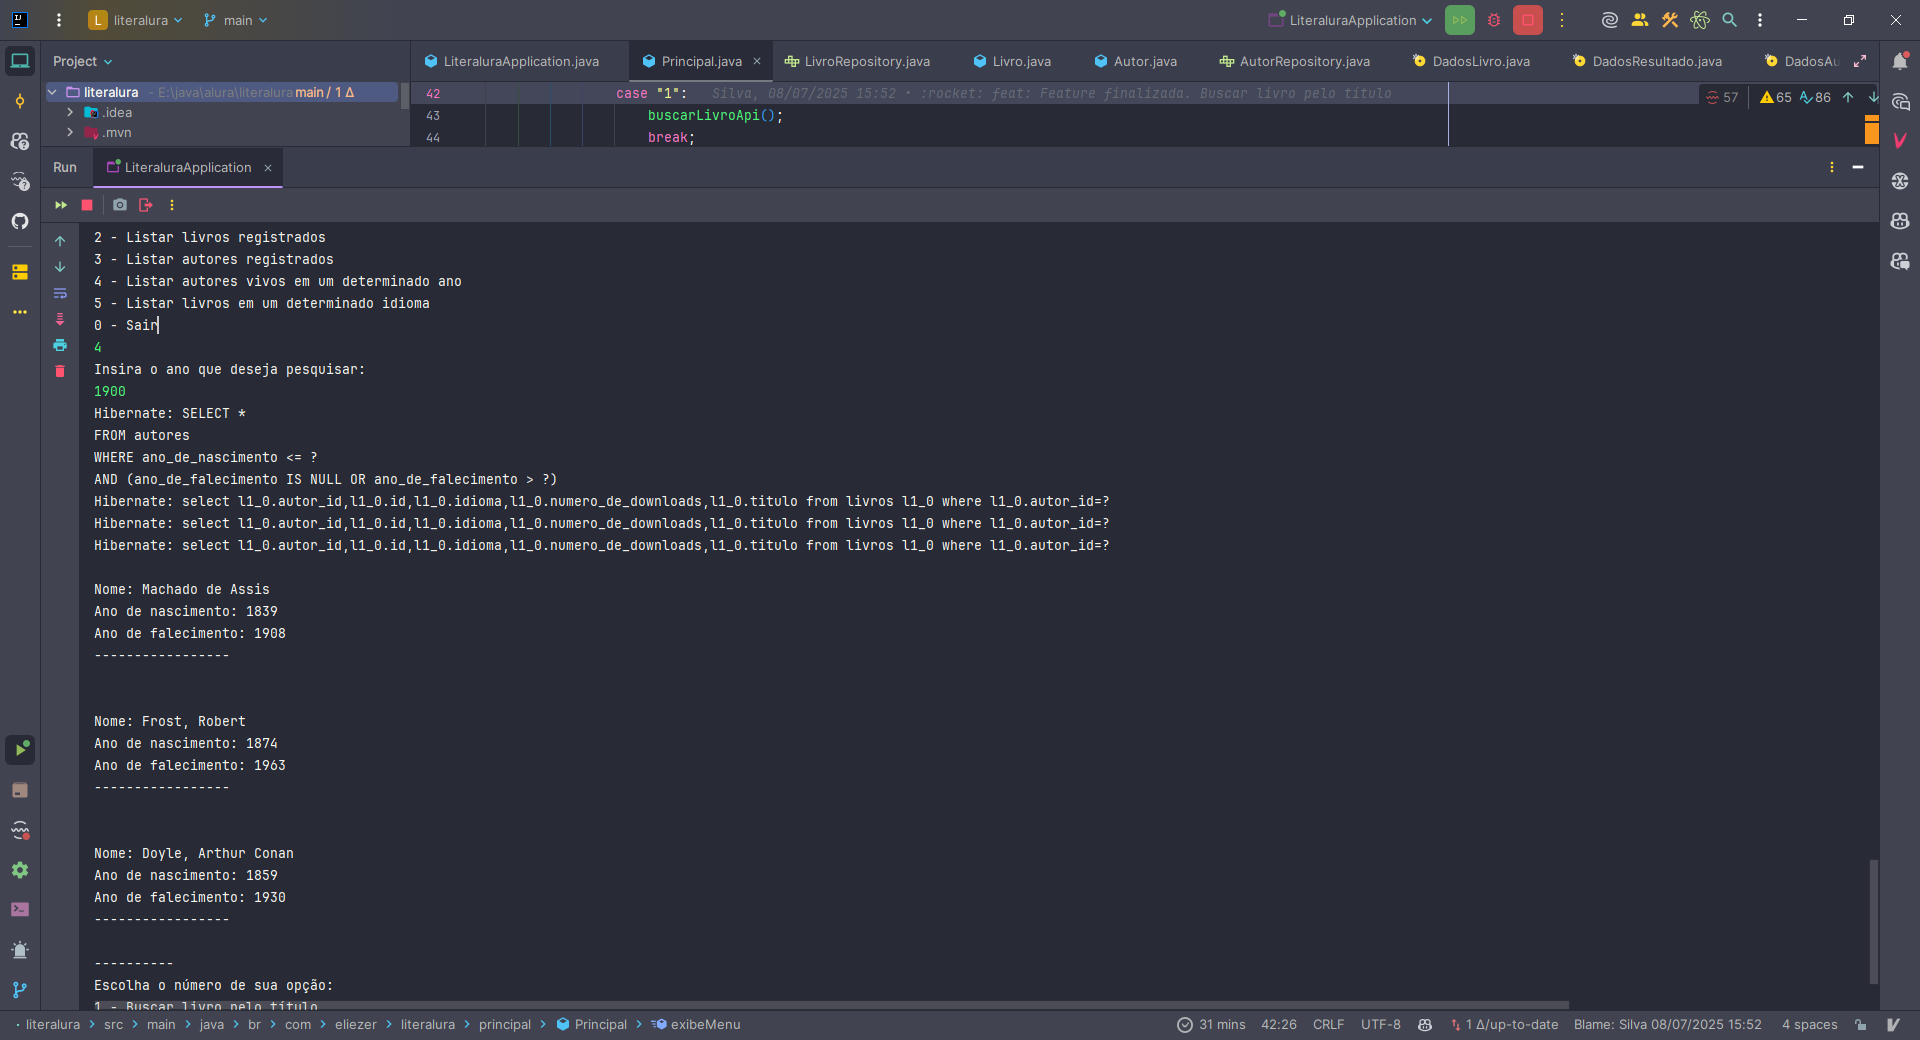 L literalura main LiteraluraApplication
Project LiteraluraApplication.java Principal.java LivroRepository.java Livro.java Autor.java AutorRepository.java DadosLivro.java DadosResultado.java DadosAu
literalura - E:\java\alura\literalura main / 1 Δ
.idea
.mvn
42 case "1": Silva, 08/07/2025 15:52 • :rocket: feat: Feature finalizada. Buscar livro pelo título
57 65 86
43 buscarLivroApi();
44 break;
Run LiteraluraApplication
2 - Listar livros registrados
3 - Listar autores registrados
4 - Listar autores vivos em um determinado ano
5 - Listar livros em um determinado idioma
0 - Sair
4
Insira o ano que deseja pesquisar:
1900
Hibernate: SELECT *
FROM autores
WHERE ano_de_nascimento <= ?
AND (ano_de_falecimento IS NULL OR ano_de_falecimento > ?)
Hibernate: select l1_0.autor_id,l1_0.id,l1_0.idioma,l1_0.numero_de_downloads,l1_0.titulo from livros l1_0 where l1_0.autor_id=?
Hibernate: select l1_0.autor_id,l1_0.id,l1_0.idioma,l1_0.numero_de_downloads,l1_0.titulo from livros l1_0 where l1_0.autor_id=?
Hibernate: select l1_0.autor_id,l1_0.id,l1_0.idioma,l1_0.numero_de_downloads,l1_0.titulo from livros l1_0 where l1_0.autor_id=?
Nome: Machado de Assis
Ano de nascimento: 1839
Ano de falecimento: 1908
-----------------
Nome: Frost, Robert
Ano de nascimento: 1874
Ano de falecimento: 1963
-----------------
Nome: Doyle, Arthur Conan
Ano de nascimento: 1859
Ano de falecimento: 1930
-----------------
----------
Escolha o número de sua opção:
1 - Buscar livro pelo título
literalura > src > main > java > br > com > eliezer > literalura > principal > Principal > exibeMenu 31 mins 42:26 CRLF UTF-8 1 Δ/up-to-date Blame: Silva 08/07/2025 15:52 4 spaces